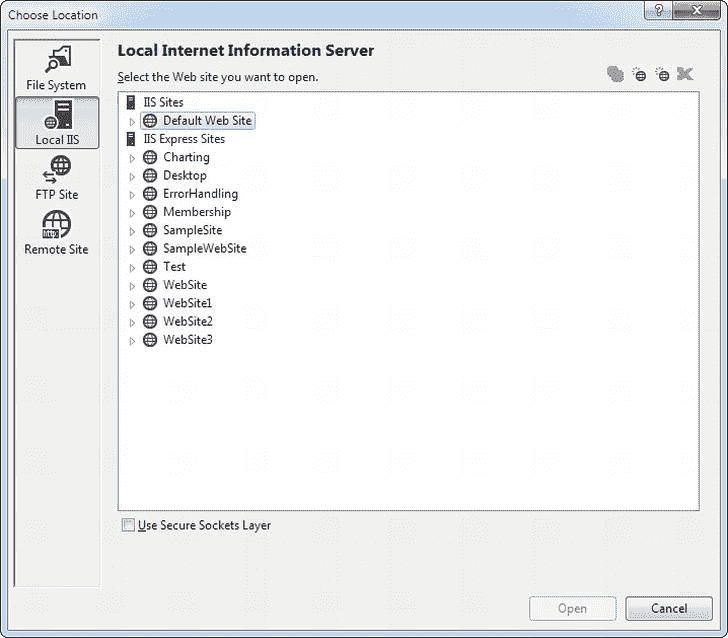 Choose Location
File System
Local IIS
FTP Site
Remote Site
Local Internet Information Server
Select the Web site you want to open.
IIS Sites
Default Web Site
IIS Express Sites
Charting
Desktop
ErrorHandling
Membership
SampleSite
SampleWebSite
Test
WebSite
WebSite1
WebSite2
WebSite3
Use Secure Sockets Layer
Open
Cancel